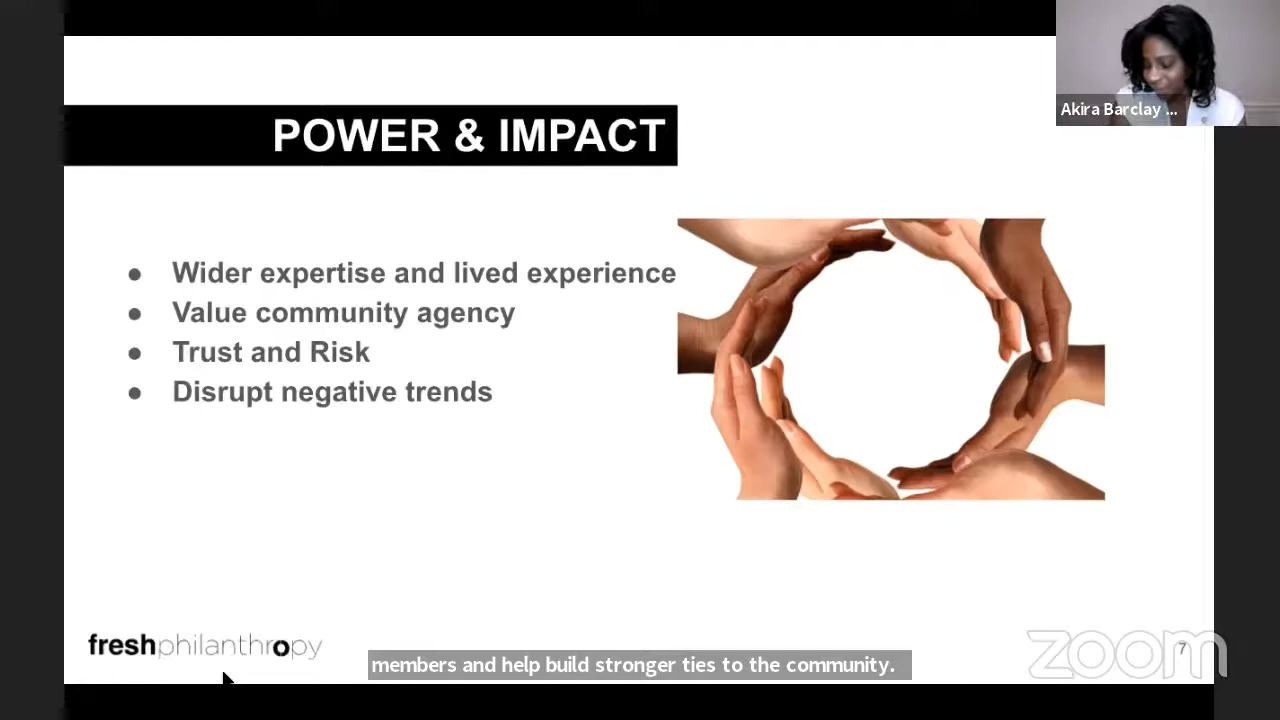 Akira Barclay ...
POWER & IMPACT
● Wider expertise and lived experience
● Value community agency
● Trust and Risk
● Disrupt negative trends
freshphilanthropy
members and help build stronger ties to the community.
zoom
7